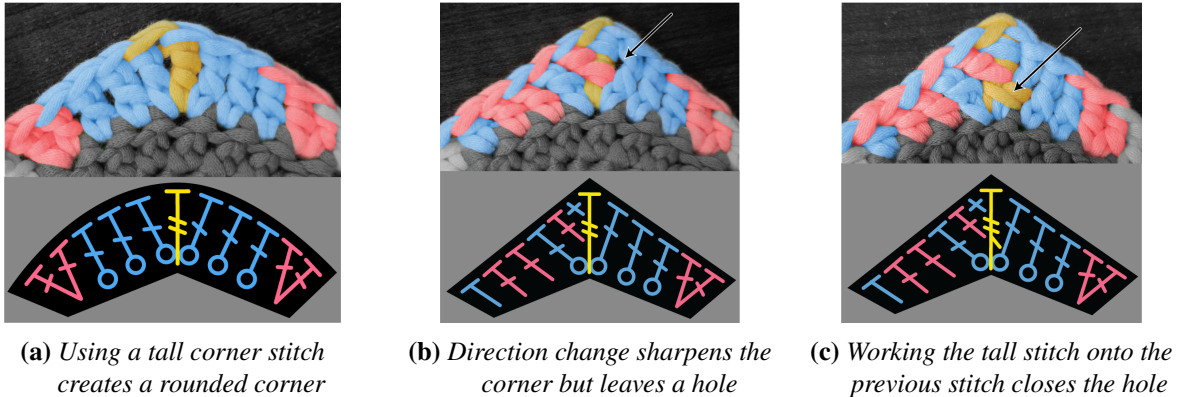 (a) Using a tall corner stitch
creates a rounded corner
(b) Direction change sharpens the
corner but leaves a hole
(c) Working the tall stitch onto the
previous stitch closes the hole